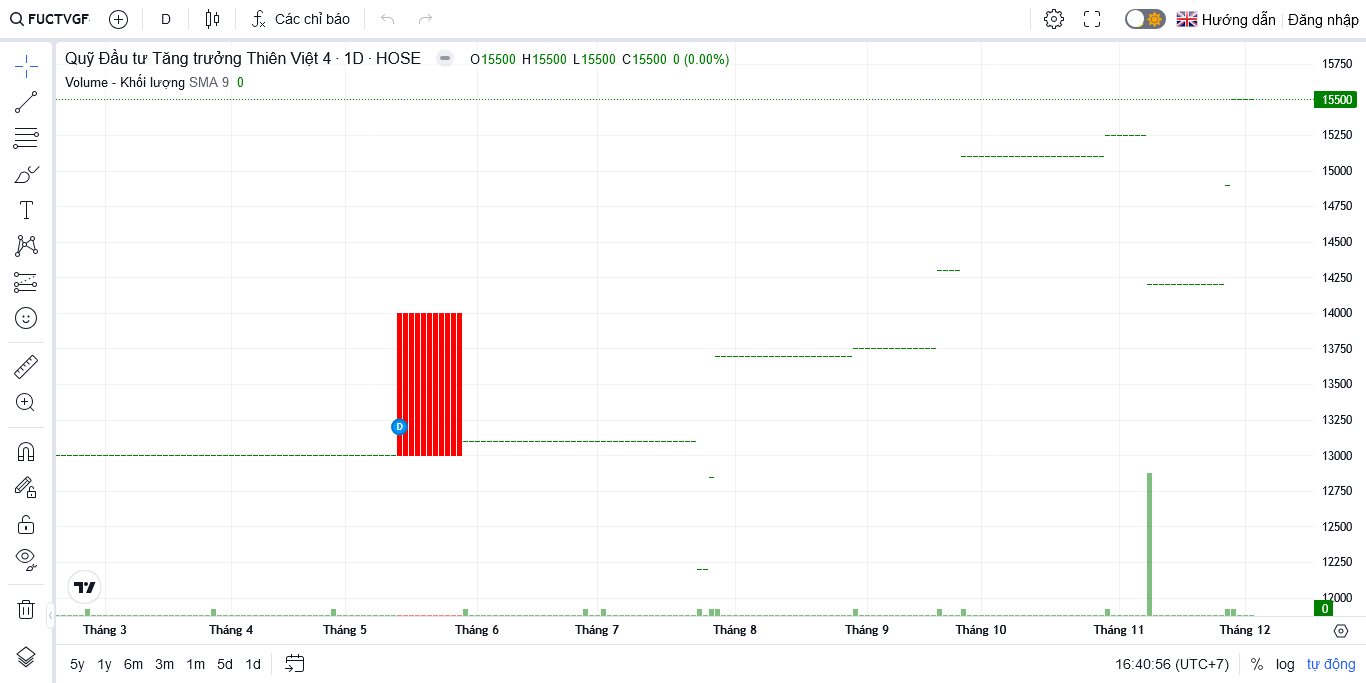 FUCTVGF D Các chỉ báo Hướng dẫn Đăng nhập
Quỹ Đầu tư Tăng trưởng Thiên Việt 4 · 1D · HOSE O15500 H15500 L15500 C15500 0 (0.00%)
Volume - Khối lượng SMA 9 0
15750
15500
15250
15000
14750
14500
14250
14000
13750
13500
13250
D
13000
12750
12500
12250
12000
0
Tháng 3 Tháng 4 Tháng 5 Tháng 6 Tháng 7 Tháng 8 Tháng 9 Tháng 10 Tháng 11 Tháng 12
5y 1y 6m 3m 1m 5d 1d 16:40:56 (UTC+7) % log tự động